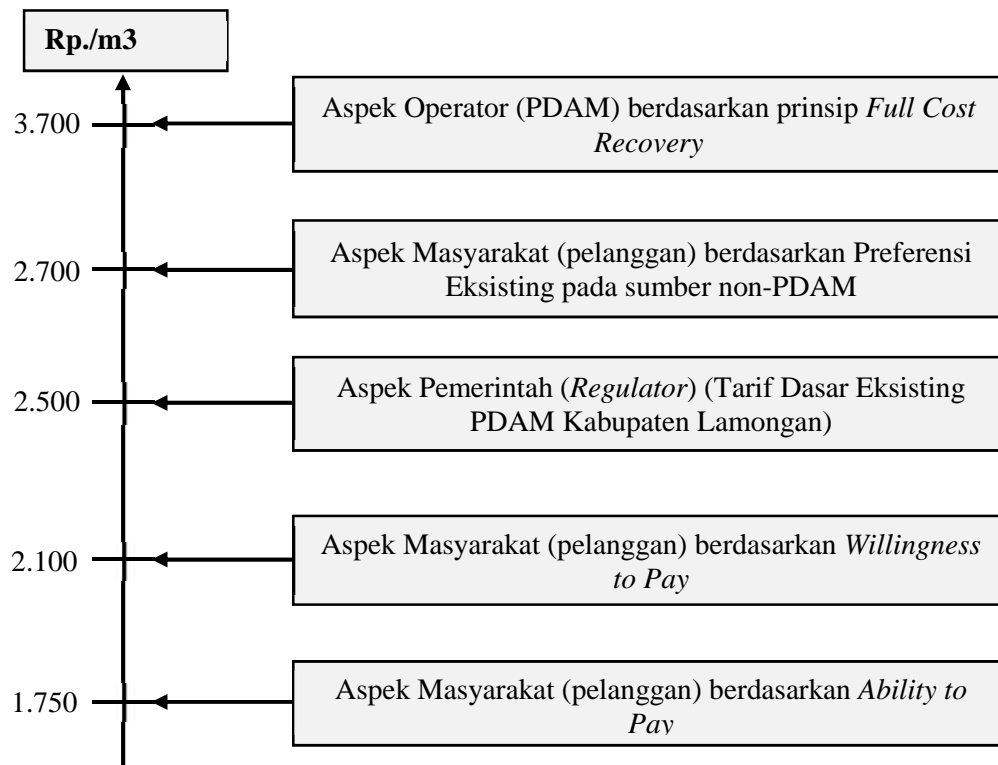 Rp./m3
3.700
Aspek Operator (PDAM) berdasarkan prinsip Full Cost
Recovery
2.700
Aspek Masyarakat (pelanggan) berdasarkan Preferensi
Eksisting pada sumber non-PDAM
2.500
Aspek Pemerintah (Regulator) (Tarif Dasar Eksisting
PDAM Kabupaten Lamongan)
2.100
Aspek Masyarakat (pelanggan) berdasarkan Willingness
to Pay
1.750
Aspek Masyarakat (pelanggan) berdasarkan Ability to
Pay